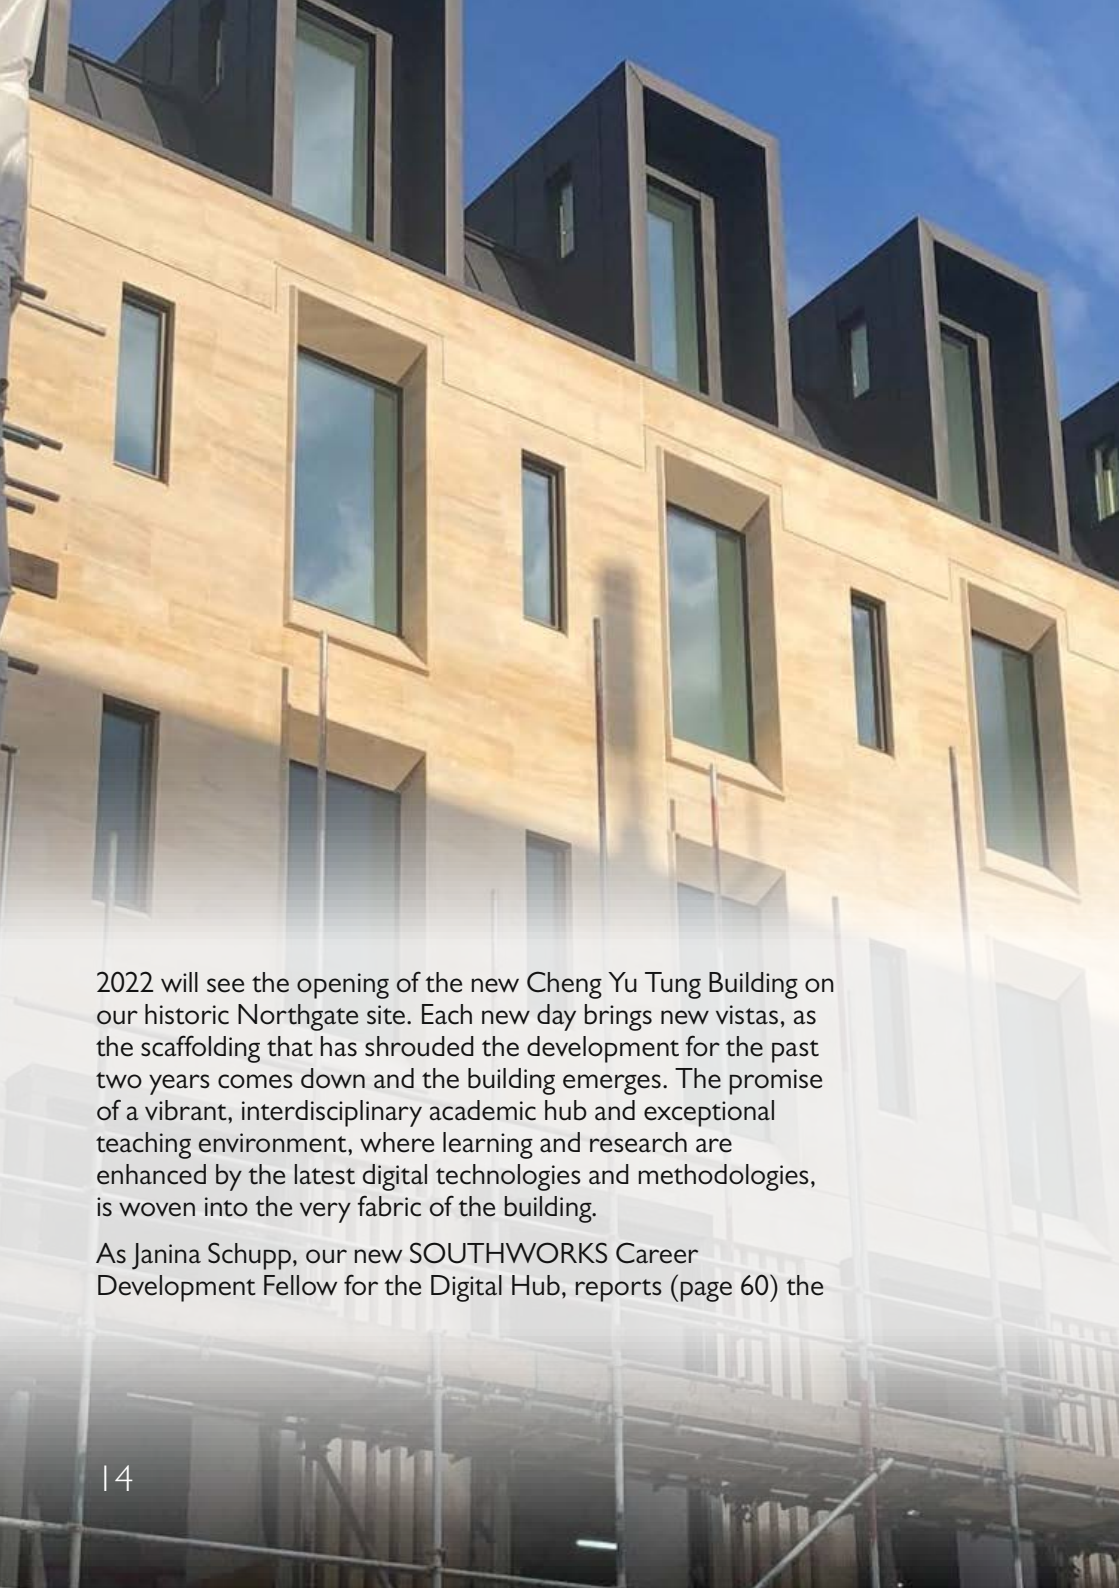 2022 will see the opening of the new Cheng Yu Tung Building on
our historic Northgate site. Each new day brings new vistas, as
the scaffolding that has shrouded the development for the past
two years comes down and the building emerges. The promise
of a vibrant, interdisciplinary academic hub and exceptional
teaching environment, where learning and research are
enhanced by the latest digital technologies and methodologies,
is woven into the very fabric of the building.
As Janina Schupp, our new SOUTHWORKS Career
Development Fellow for the Digital Hub, reports (page 60) the
14